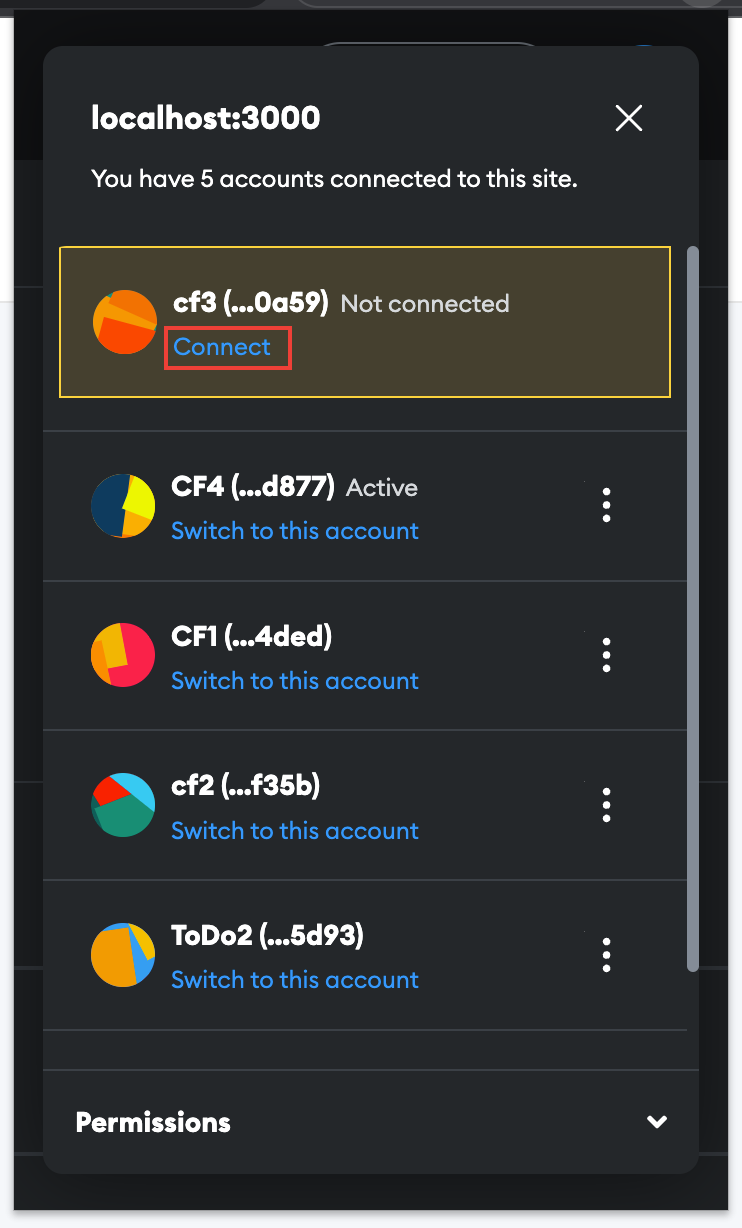 localhost:3000
You have 5 accounts connected to this site.
cf3 (...0a59) Not connected
Connect
CF4 (...d877) Active
Switch to this account
CF1 (...4ded)
Switch to this account
cf2 (...f35b)
Switch to this account
ToDo2 (...5d93)
Switch to this account
Permissions